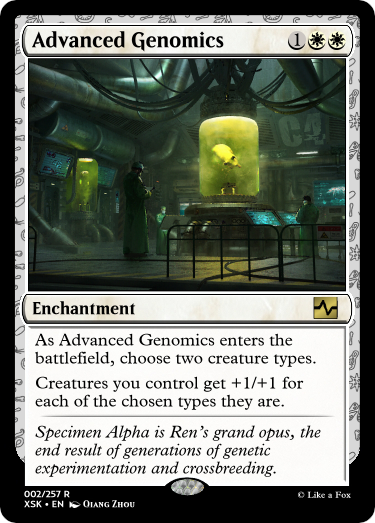 Advanced Genomics 1
Enchantment
As Advanced Genomics enters the
battlefield, choose two creature types.
Creatures you control get +1/+1 for
each of the chosen types they are.
Specimen Alpha is Ren's grand opus, the
end result of generations of genetic
experimentation and crossbreeding.
002/257 R
XSK • EN Qiang Zhou
© Like a Fox